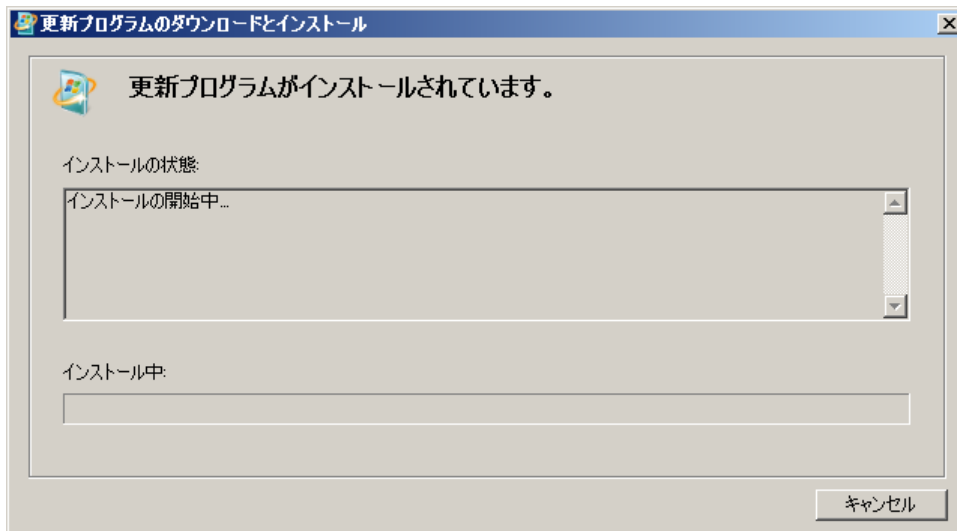 更新プログラムのダウンロードとインストール
更新プログラムがインストールされています。
インストールの状態:
インストールの開始中...
インストール中:
キャンセル